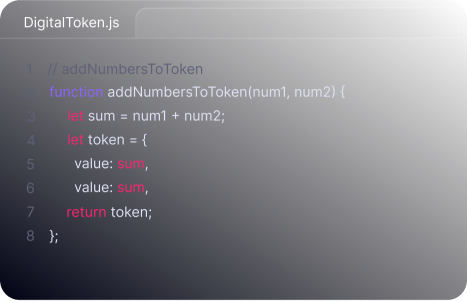 DigitalToken.js
1 // addNumbersToToken
function addNumbersToToken(num1, num2) {
3 let sum = num1 + num2;
4 let token = {
5 value: sum,
6 value: sum,
7 return token;
8 };